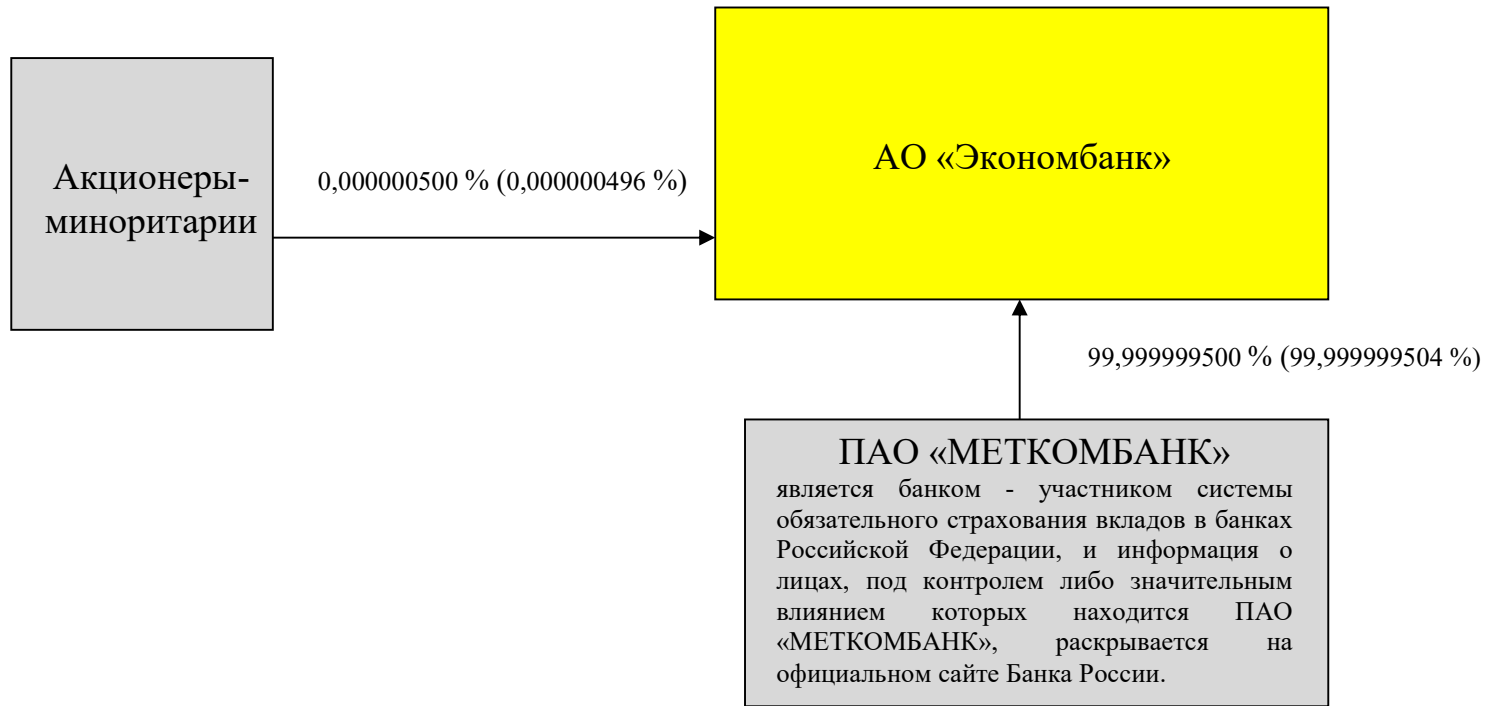 Акционеры-
миноритарии
0,000000500 % (0,000000496 %)
АО «Экономбанк»
99,999999500 % (99,999999504 %)
ПАО «МЕТКОМБАНК»
является банком - участником системы
обязательного страхования вкладов в банках
Российской Федерации, и информация о
лицах, под контролем либо значительным
влиянием которых находится ПАО
«МЕТКОМБАНК», раскрывается на
официальном сайте Банка России.